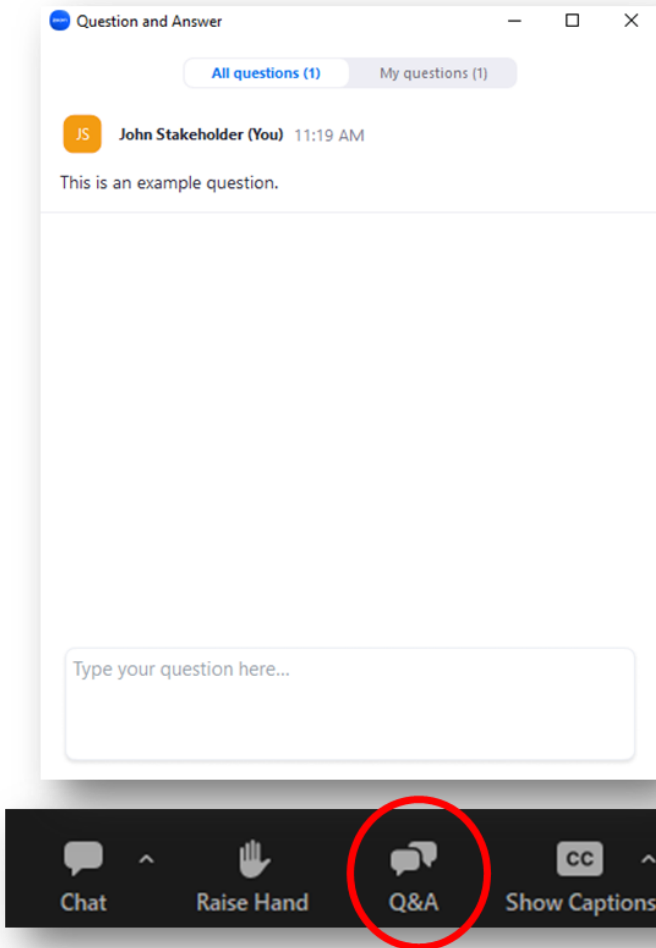 Question and Answer
All questions (1) My questions (1)
JS John Stakeholder (You) 11:19 AM
This is an example question.
Type your question here...
CC
Chat Raise Hand Q&A Show Captions